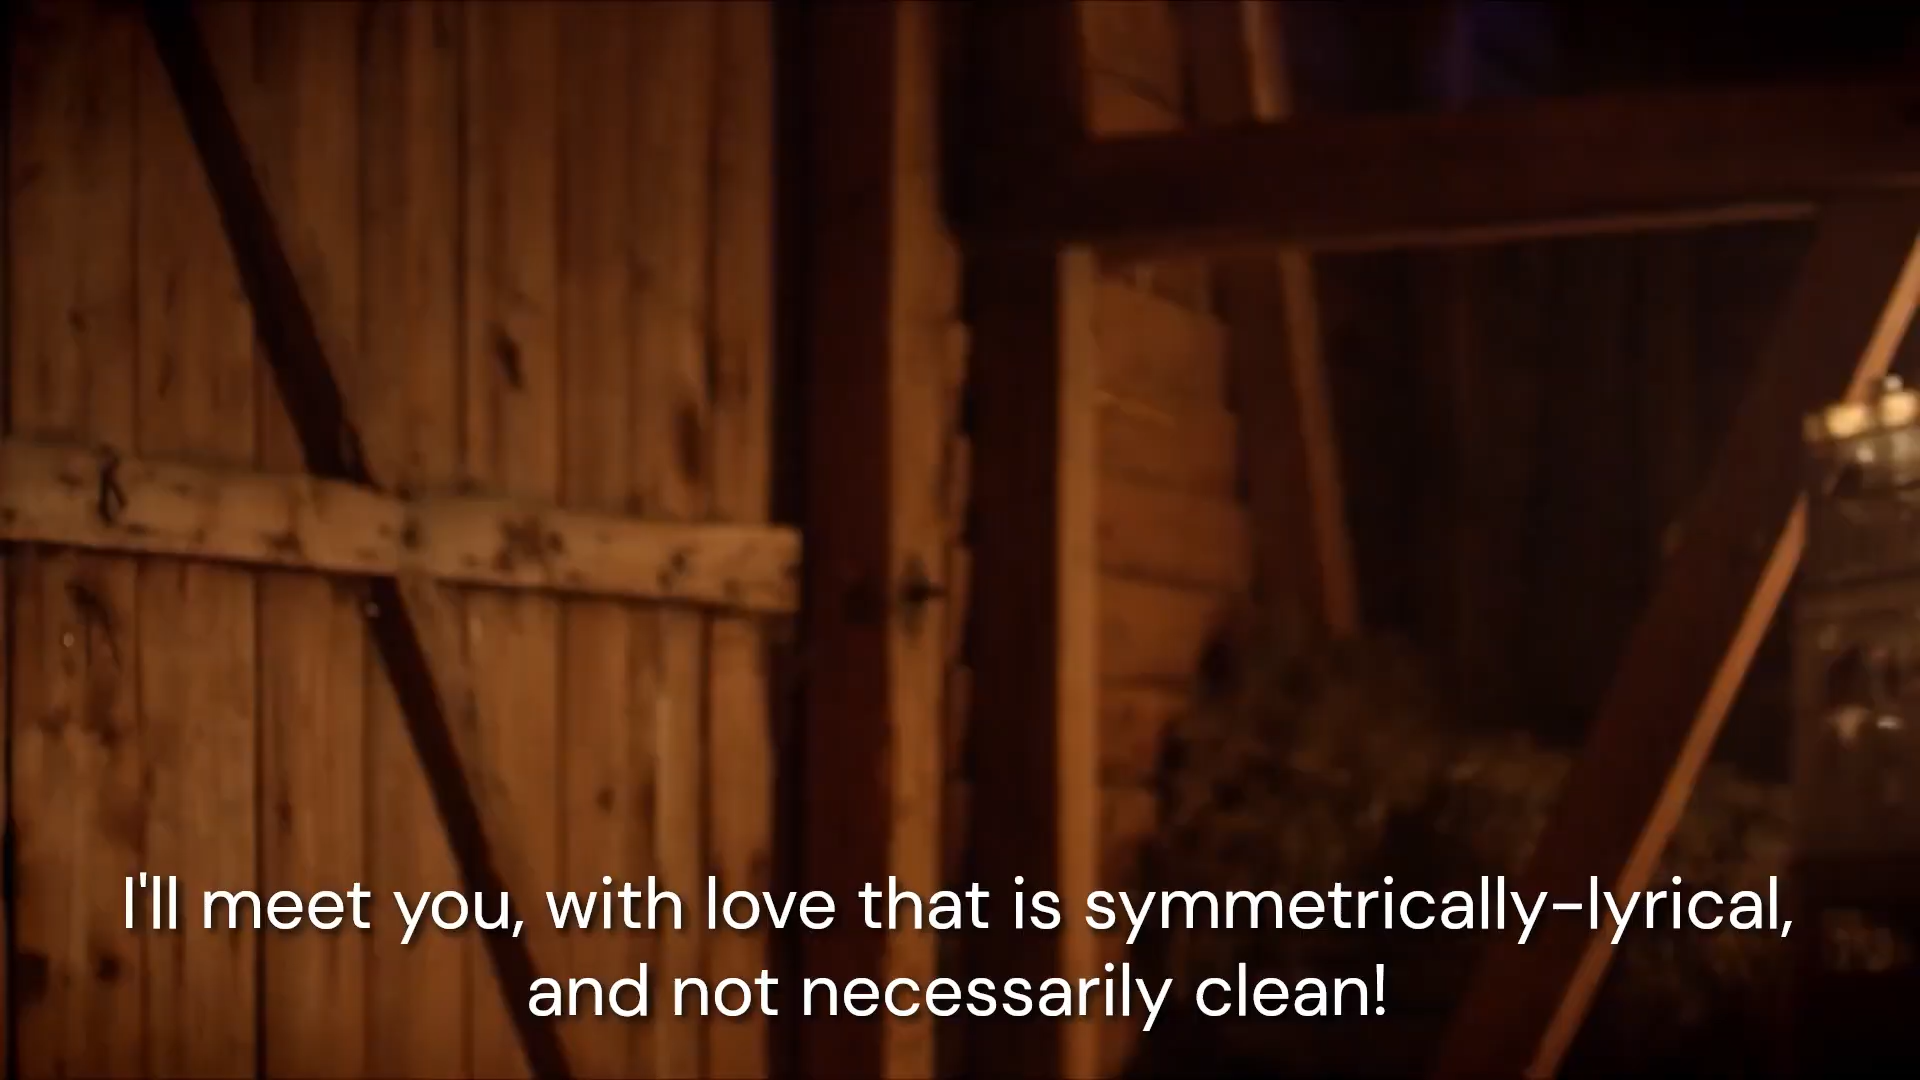 I'll meet you, with love that is symmetrically-lyrical,
and not necessarily clean!